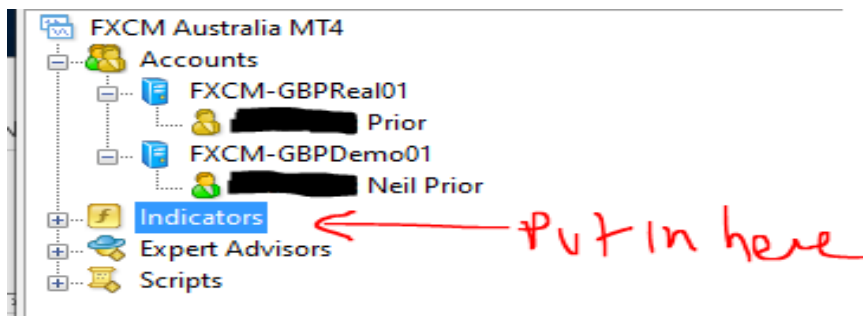 FXCM Australia MT4
Accounts
FXCM-GBPReal01
Prior
FXCM-GBPDemo01
Neil Prior
Indicators
Put in here
Expert Advisors
Scripts